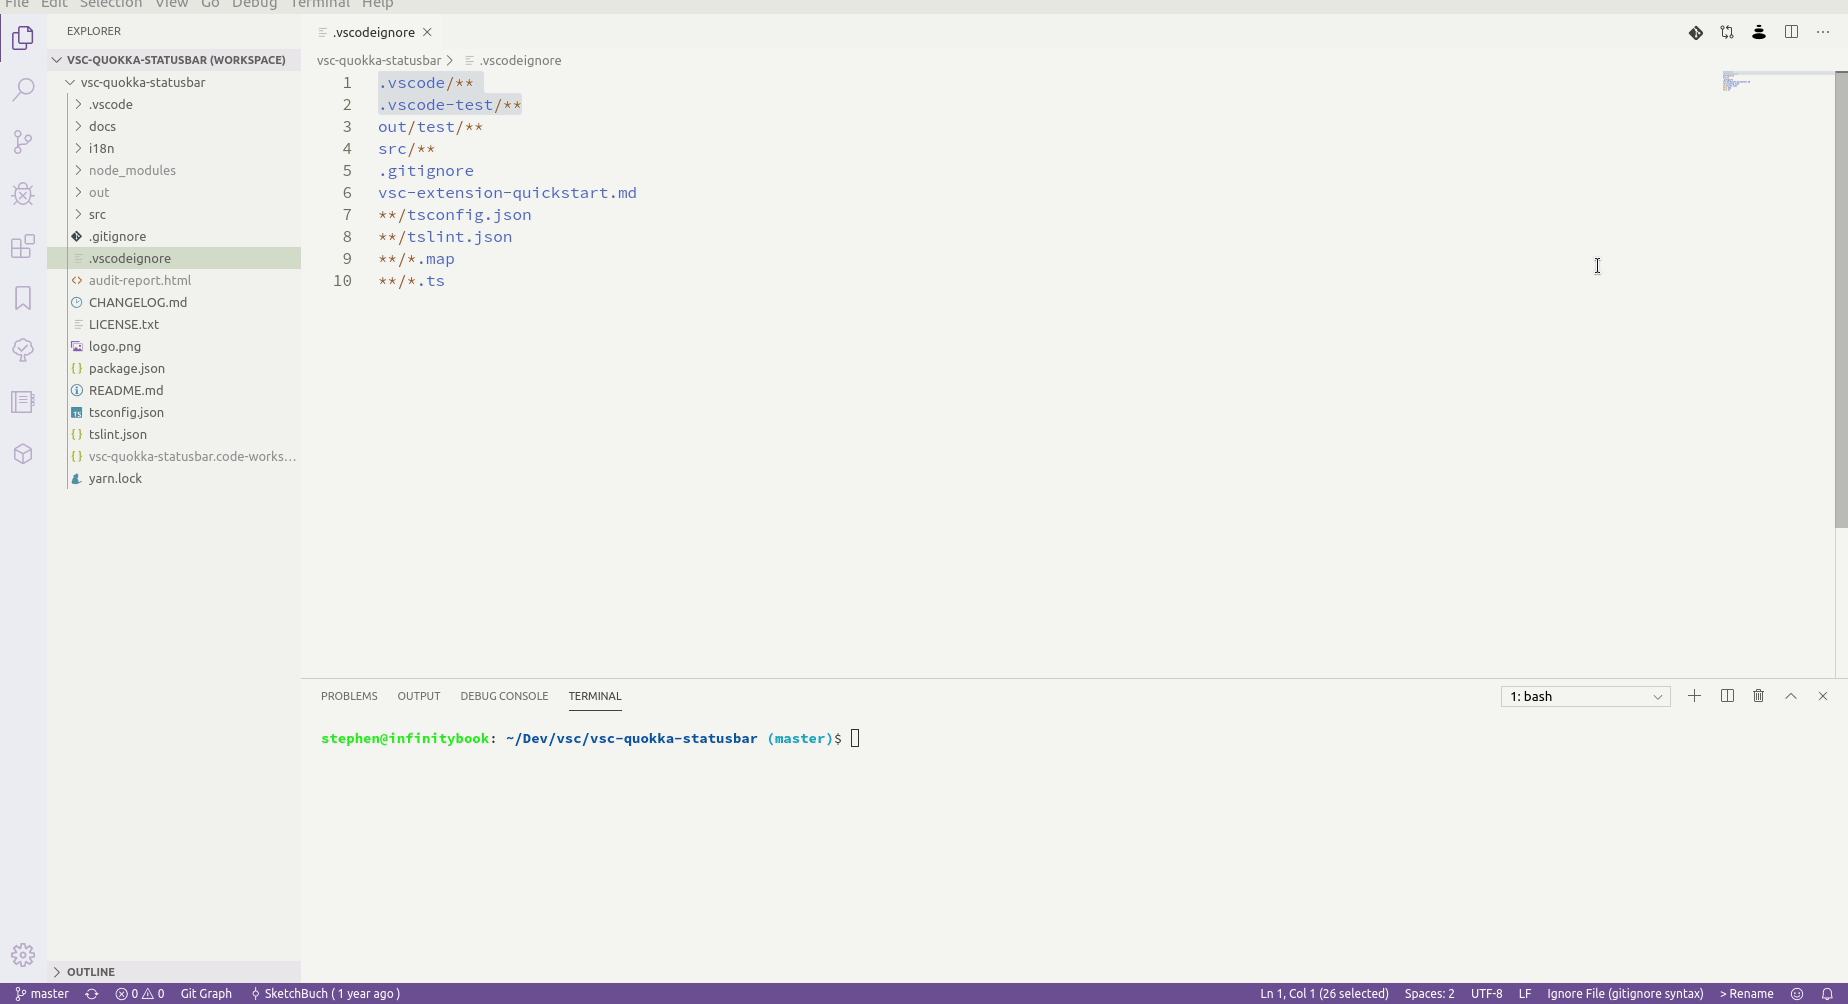 File Edit Selection View Go Debug Terminal Help
EXPLORER
VSC-QUOKKA-STATUSBAR (WORKSPACE)
vsc-quokka-statusbar
.vscode
docs
i18n
node_modules
out
src
.gitignore
.vscodeignore
audit-report.html
CHANGELOG.md
LICENSE.txt
logo.png
package.json
README.md
tsconfig.json
tslint.json
vsc-quokka-statusbar.code-works...
yarn.lock
OUTLINE
.vscodeignore
vsc-quokka-statusbar > .vscodeignore
1 .vscode/**
2 .vscode-test/**
3 out/test/**
4 src/**
5 .gitignore
6 vsc-extension-quickstart.md
7 **/tsconfig.json
8 **/tslint.json
9 **/*.map
10 **/*.ts
PROBLEMS OUTPUT DEBUG CONSOLE TERMINAL 1: bash
stephen@infinitybook: ~/Dev/vsc/vsc-quokka-statusbar (master)$
master 0 0 Git Graph SketchBuch ( 1 year ago ) Ln 1, Col 1 (26 selected) Spaces: 2 UTF-8 LF Ignore File (gitignore syntax) > Rename